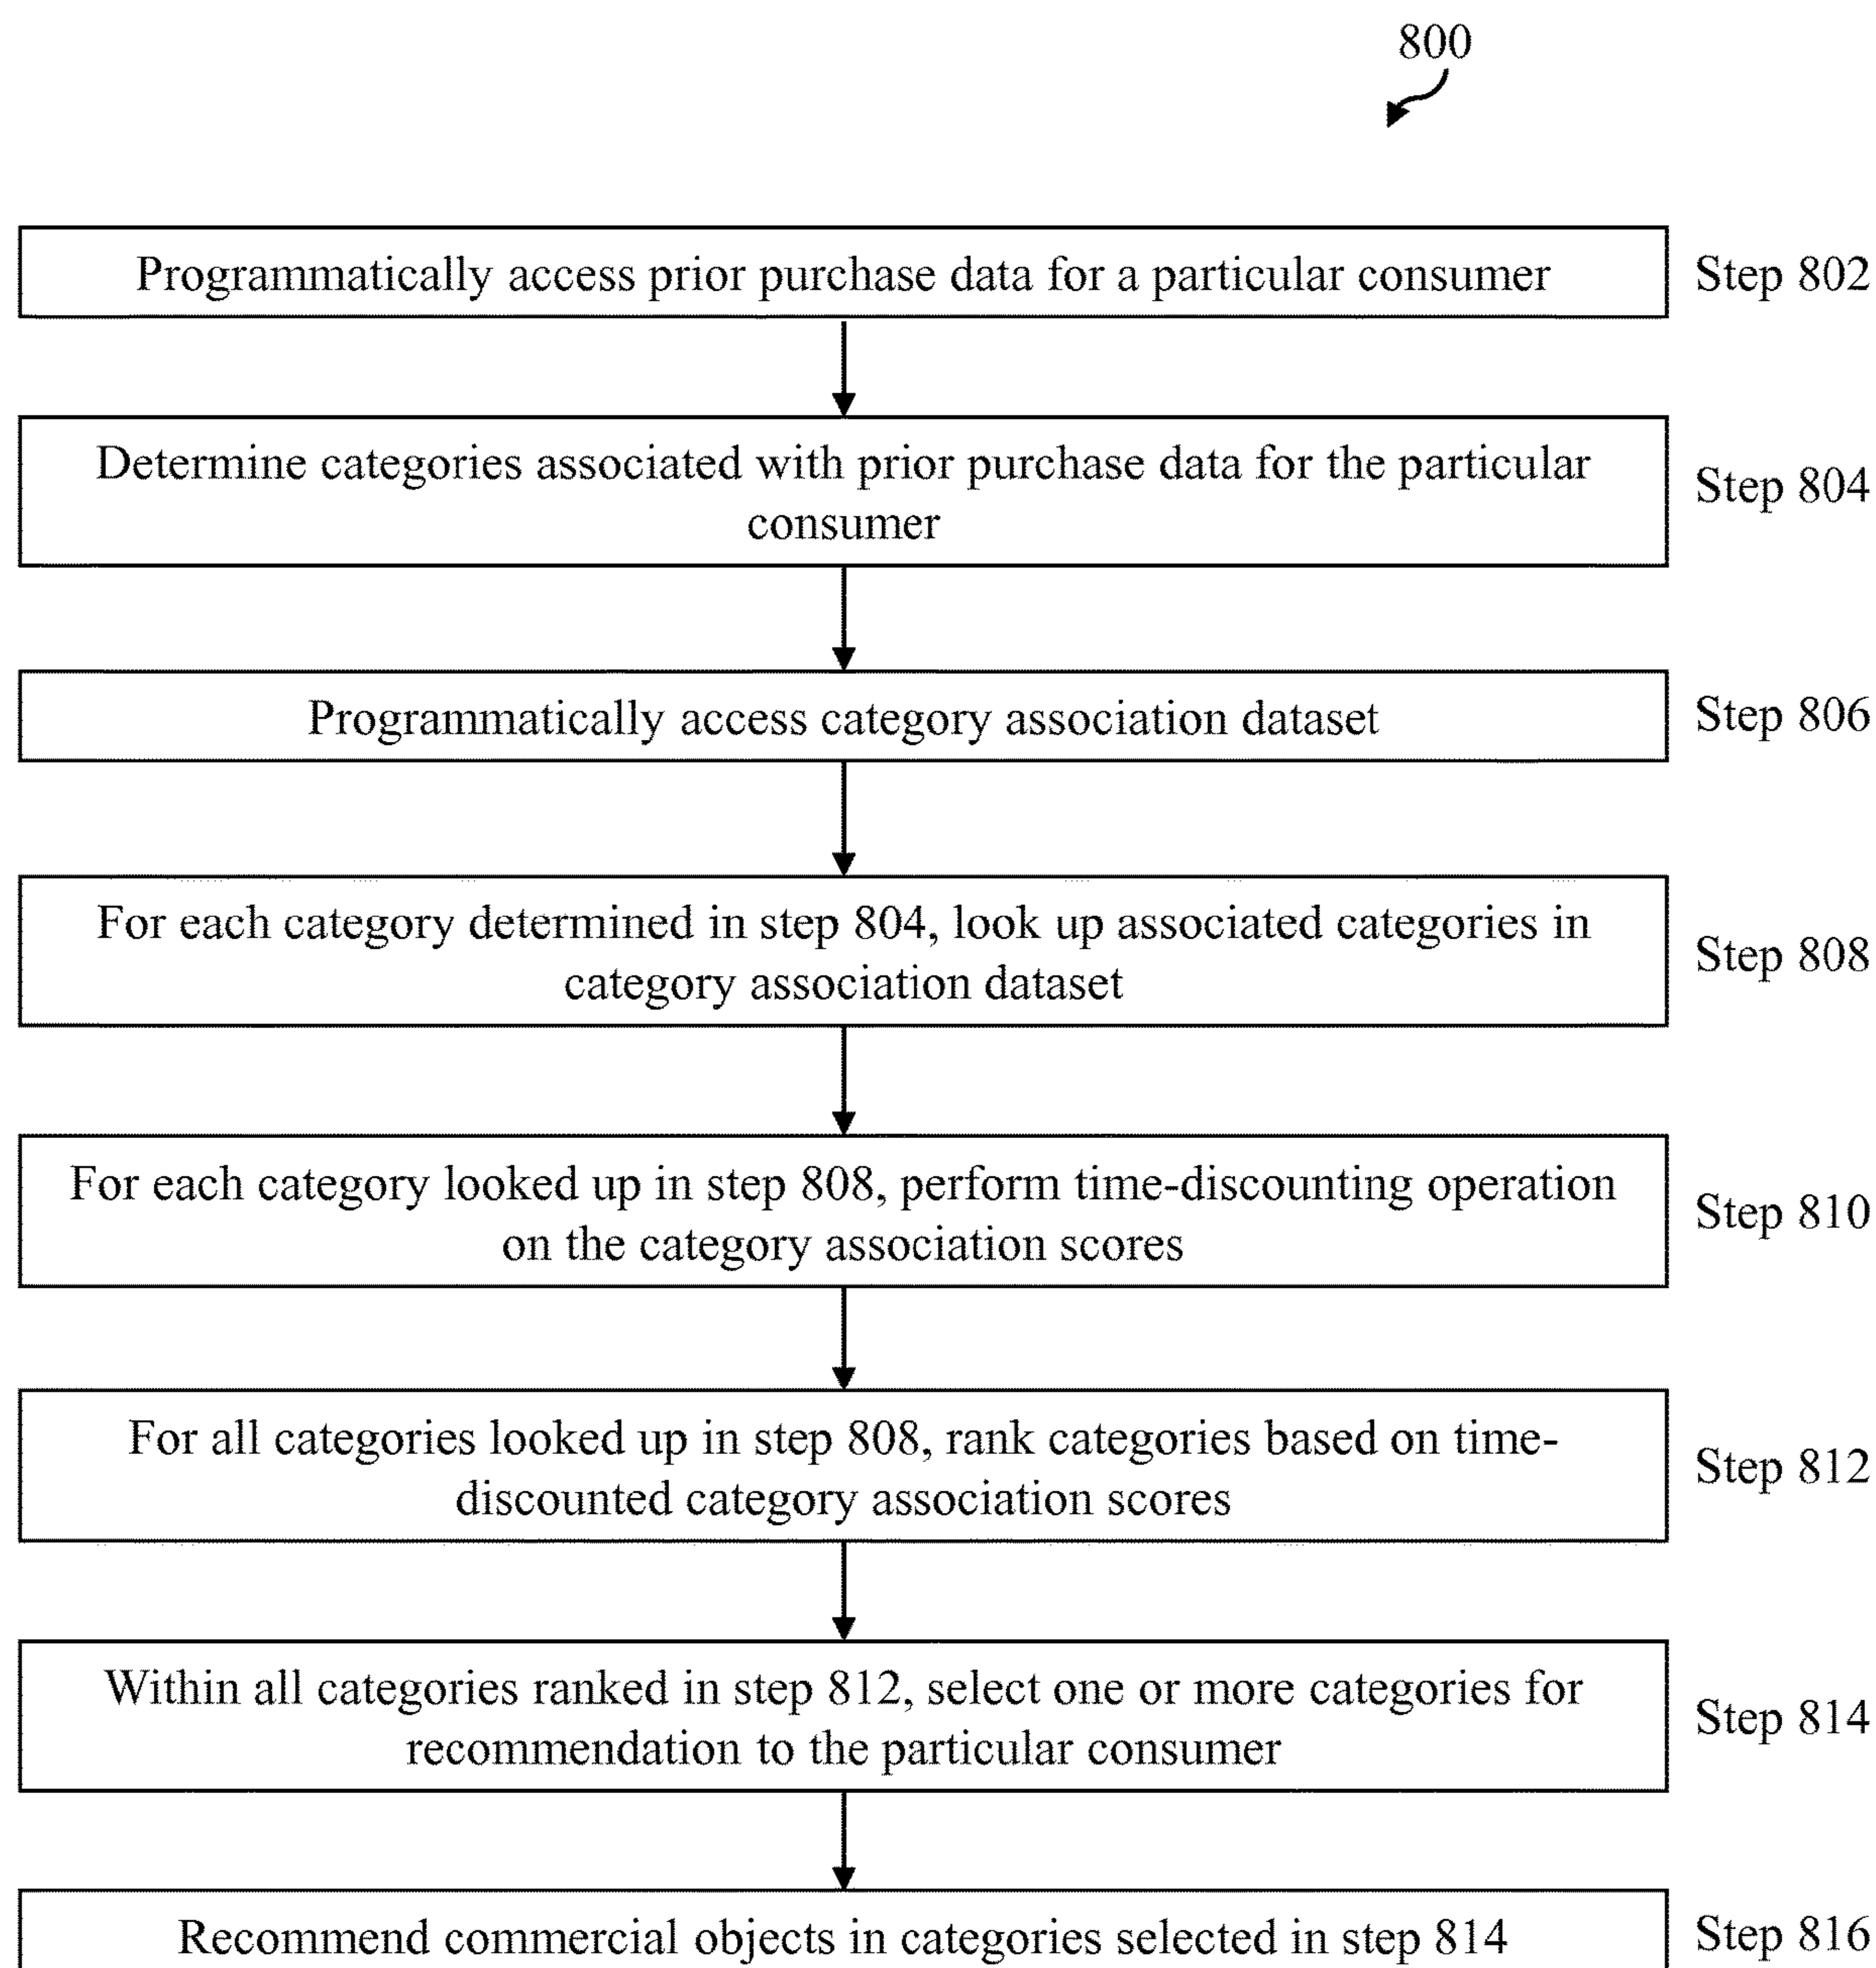 800
Programmatically access prior purchase data for a particular consumer
Step 802
Determine categories associated with prior purchase data for the particular
consumer
Step 804
Programmatically access category association dataset
Step 806
For each category determined in step 804, look up associated categories in
category association dataset
Step 808
For each category looked up in step 808, perform time-discounting operation
on the category association scores
Step 810
For all categories looked up in step 808, rank categories based on time-
discounted category association scores
Step 812
Within all categories ranked in step 812, select one or more categories for
recommendation to the particular consumer
Step 814
Recommend commercial objects in categories selected in step 814
Step 816